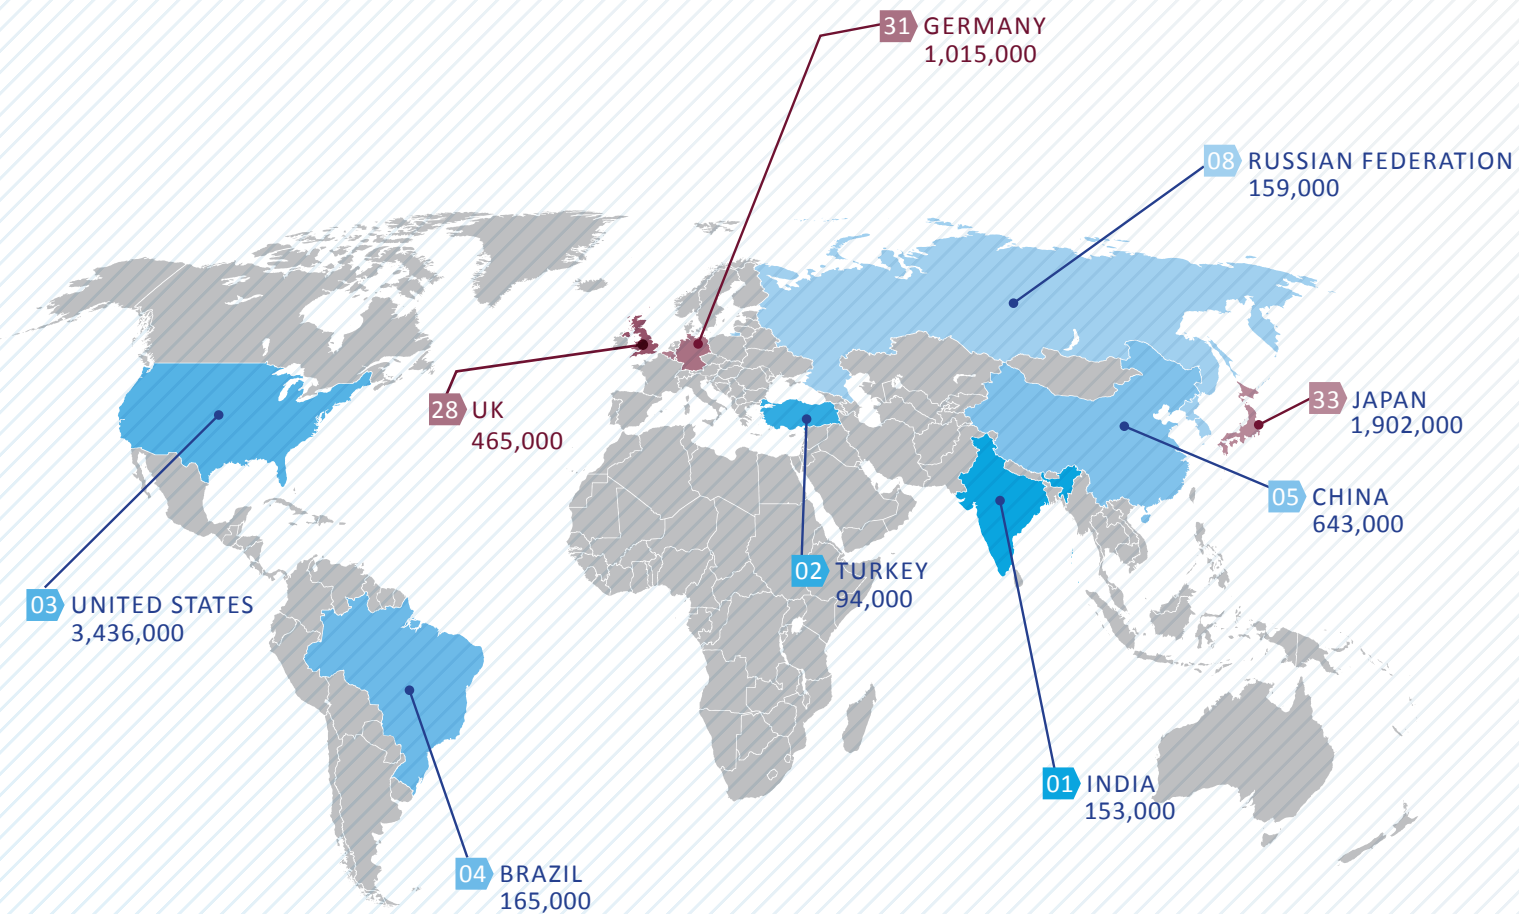 31 GERMANY
1,015,000
08 RUSSIAN FEDERATION
159,000
28 UK
465,000
33 JAPAN
1,902,000
05 CHINA
643,000
02 TURKEY
94,000
03 UNITED STATES
3,436,000
01 INDIA
153,000
04 BRAZIL
165,000